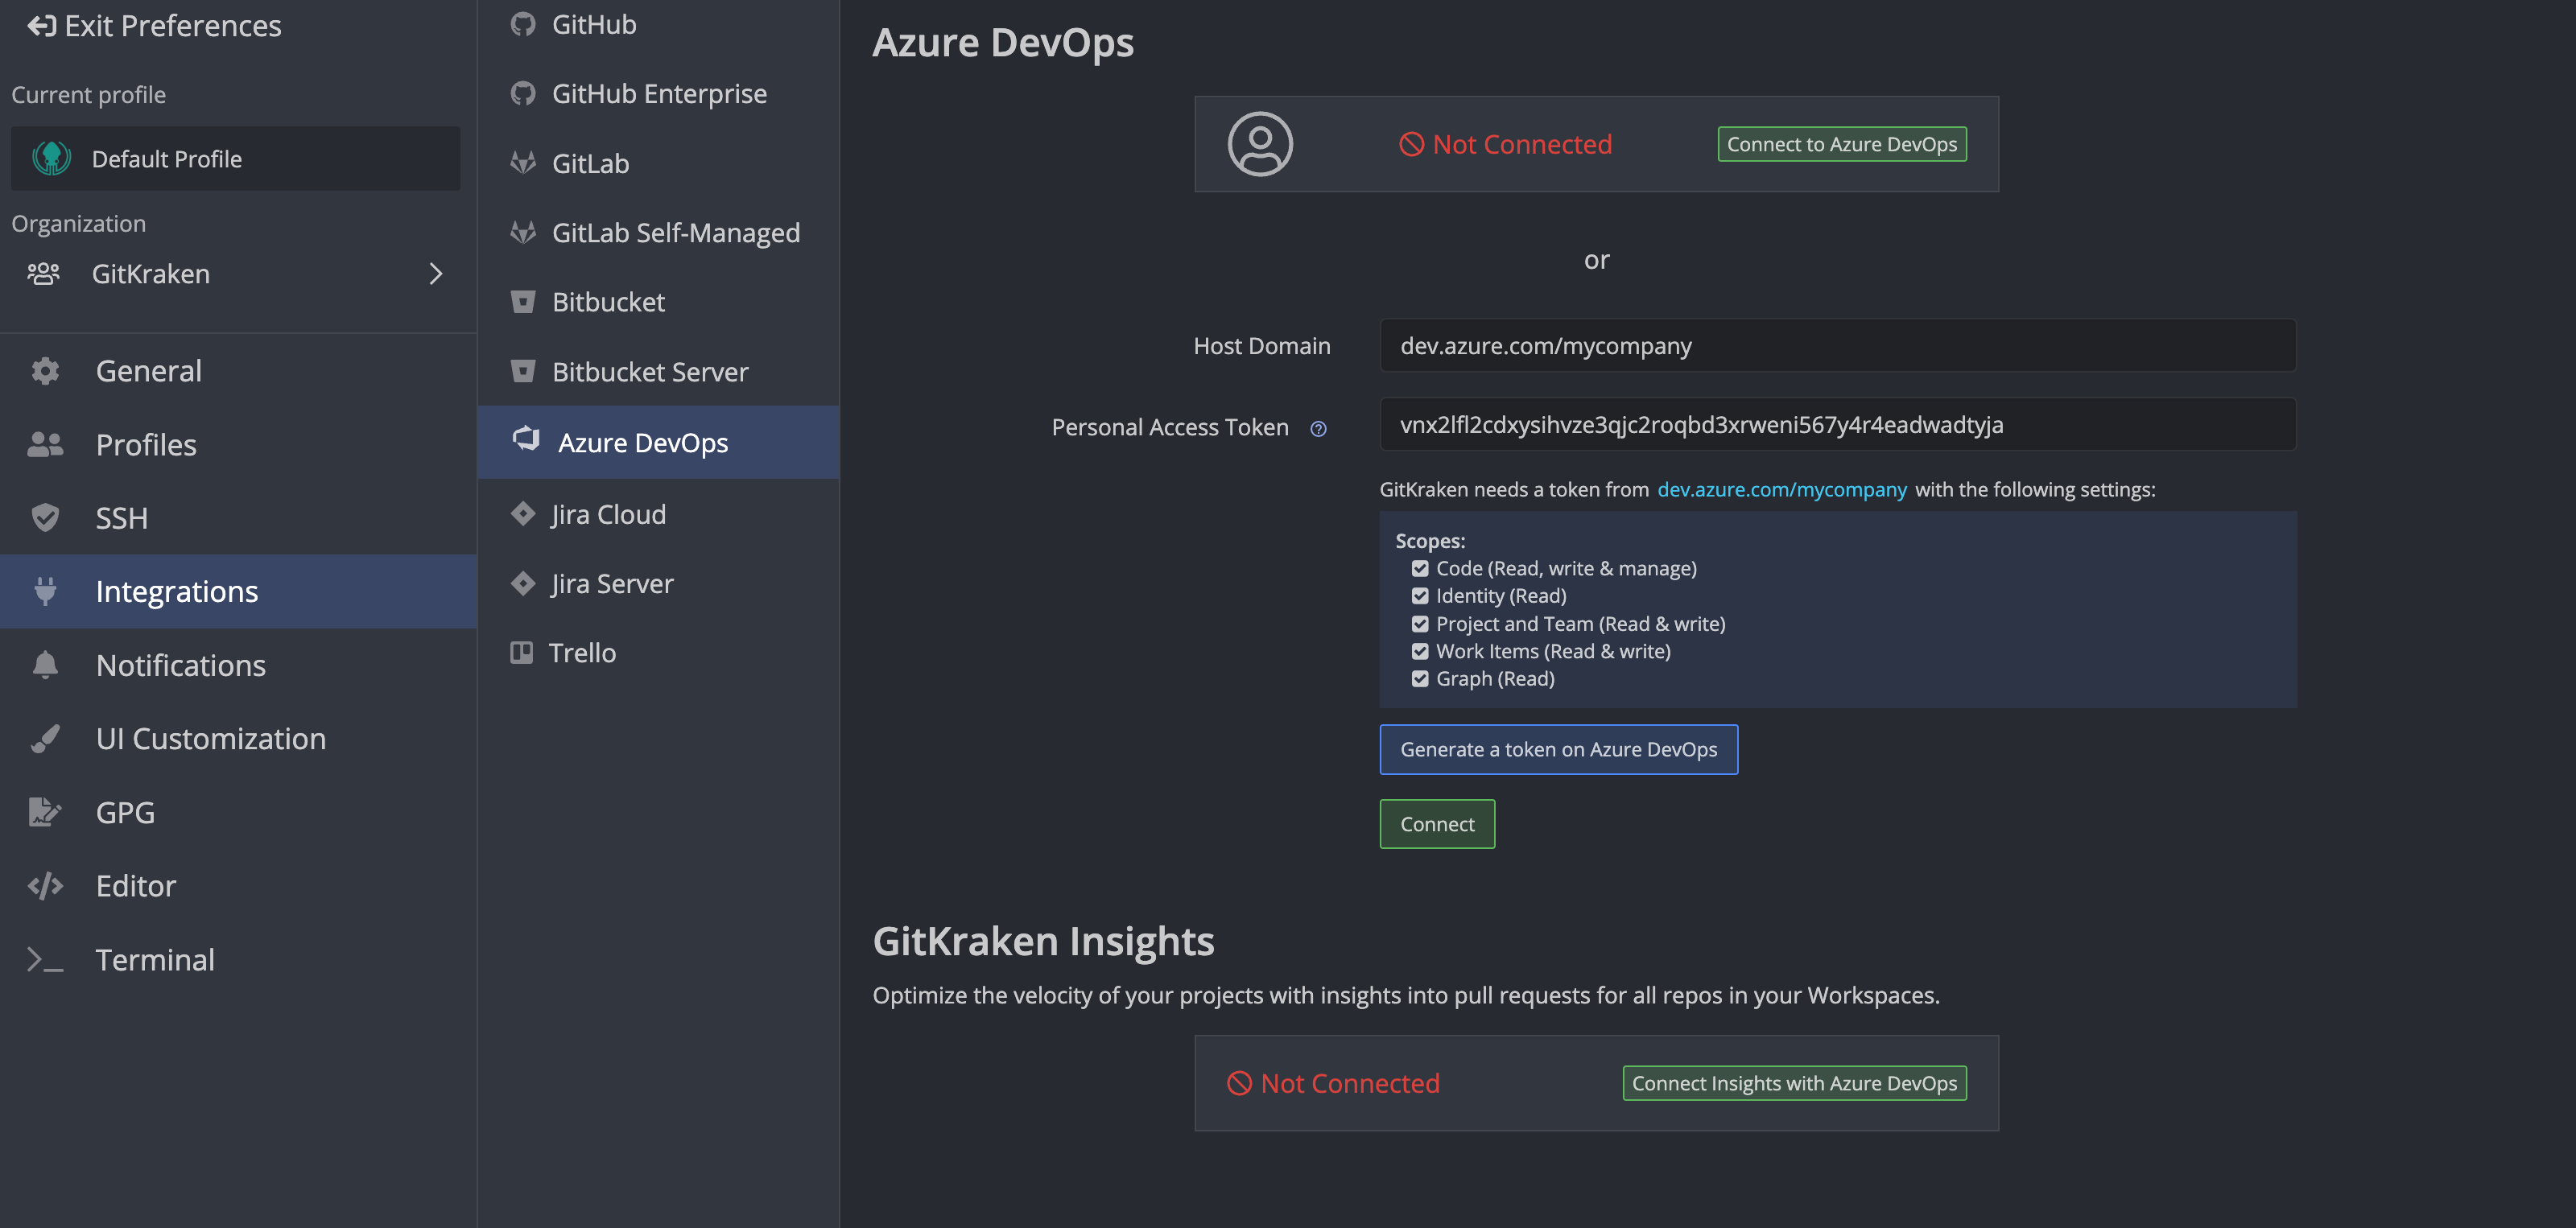 Exit Preferences
Current profile
Default Profile
Organization
GitKraken
General
Profiles
SSH
Integrations
Notifications
UI Customization
GPG
Editor
Terminal
GitHub
GitHub Enterprise
GitLab
GitLab Self-Managed
Bitbucket
Bitbucket Server
Azure DevOps
Jira Cloud
Jira Server
Trello
Azure DevOps
Not Connected
Connect to Azure DevOps
or
Host Domain
dev.azure.com/mycompany
Personal Access Token
vnx2lfl2cdxysihvze3qjc2roqbd3xrweni567y4r4eadwadtyja
GitKraken needs a token from dev.azure.com/mycompany with the following settings:
Scopes:
Code (Read, write & manage)
Identity (Read)
Project and Team (Read & write)
Work Items (Read & write)
Graph (Read)
Generate a token on Azure DevOps
Connect
GitKraken Insights
Optimize the velocity of your projects with insights into pull requests for all repos in your Workspaces.
Not Connected
Connect Insights with Azure DevOps